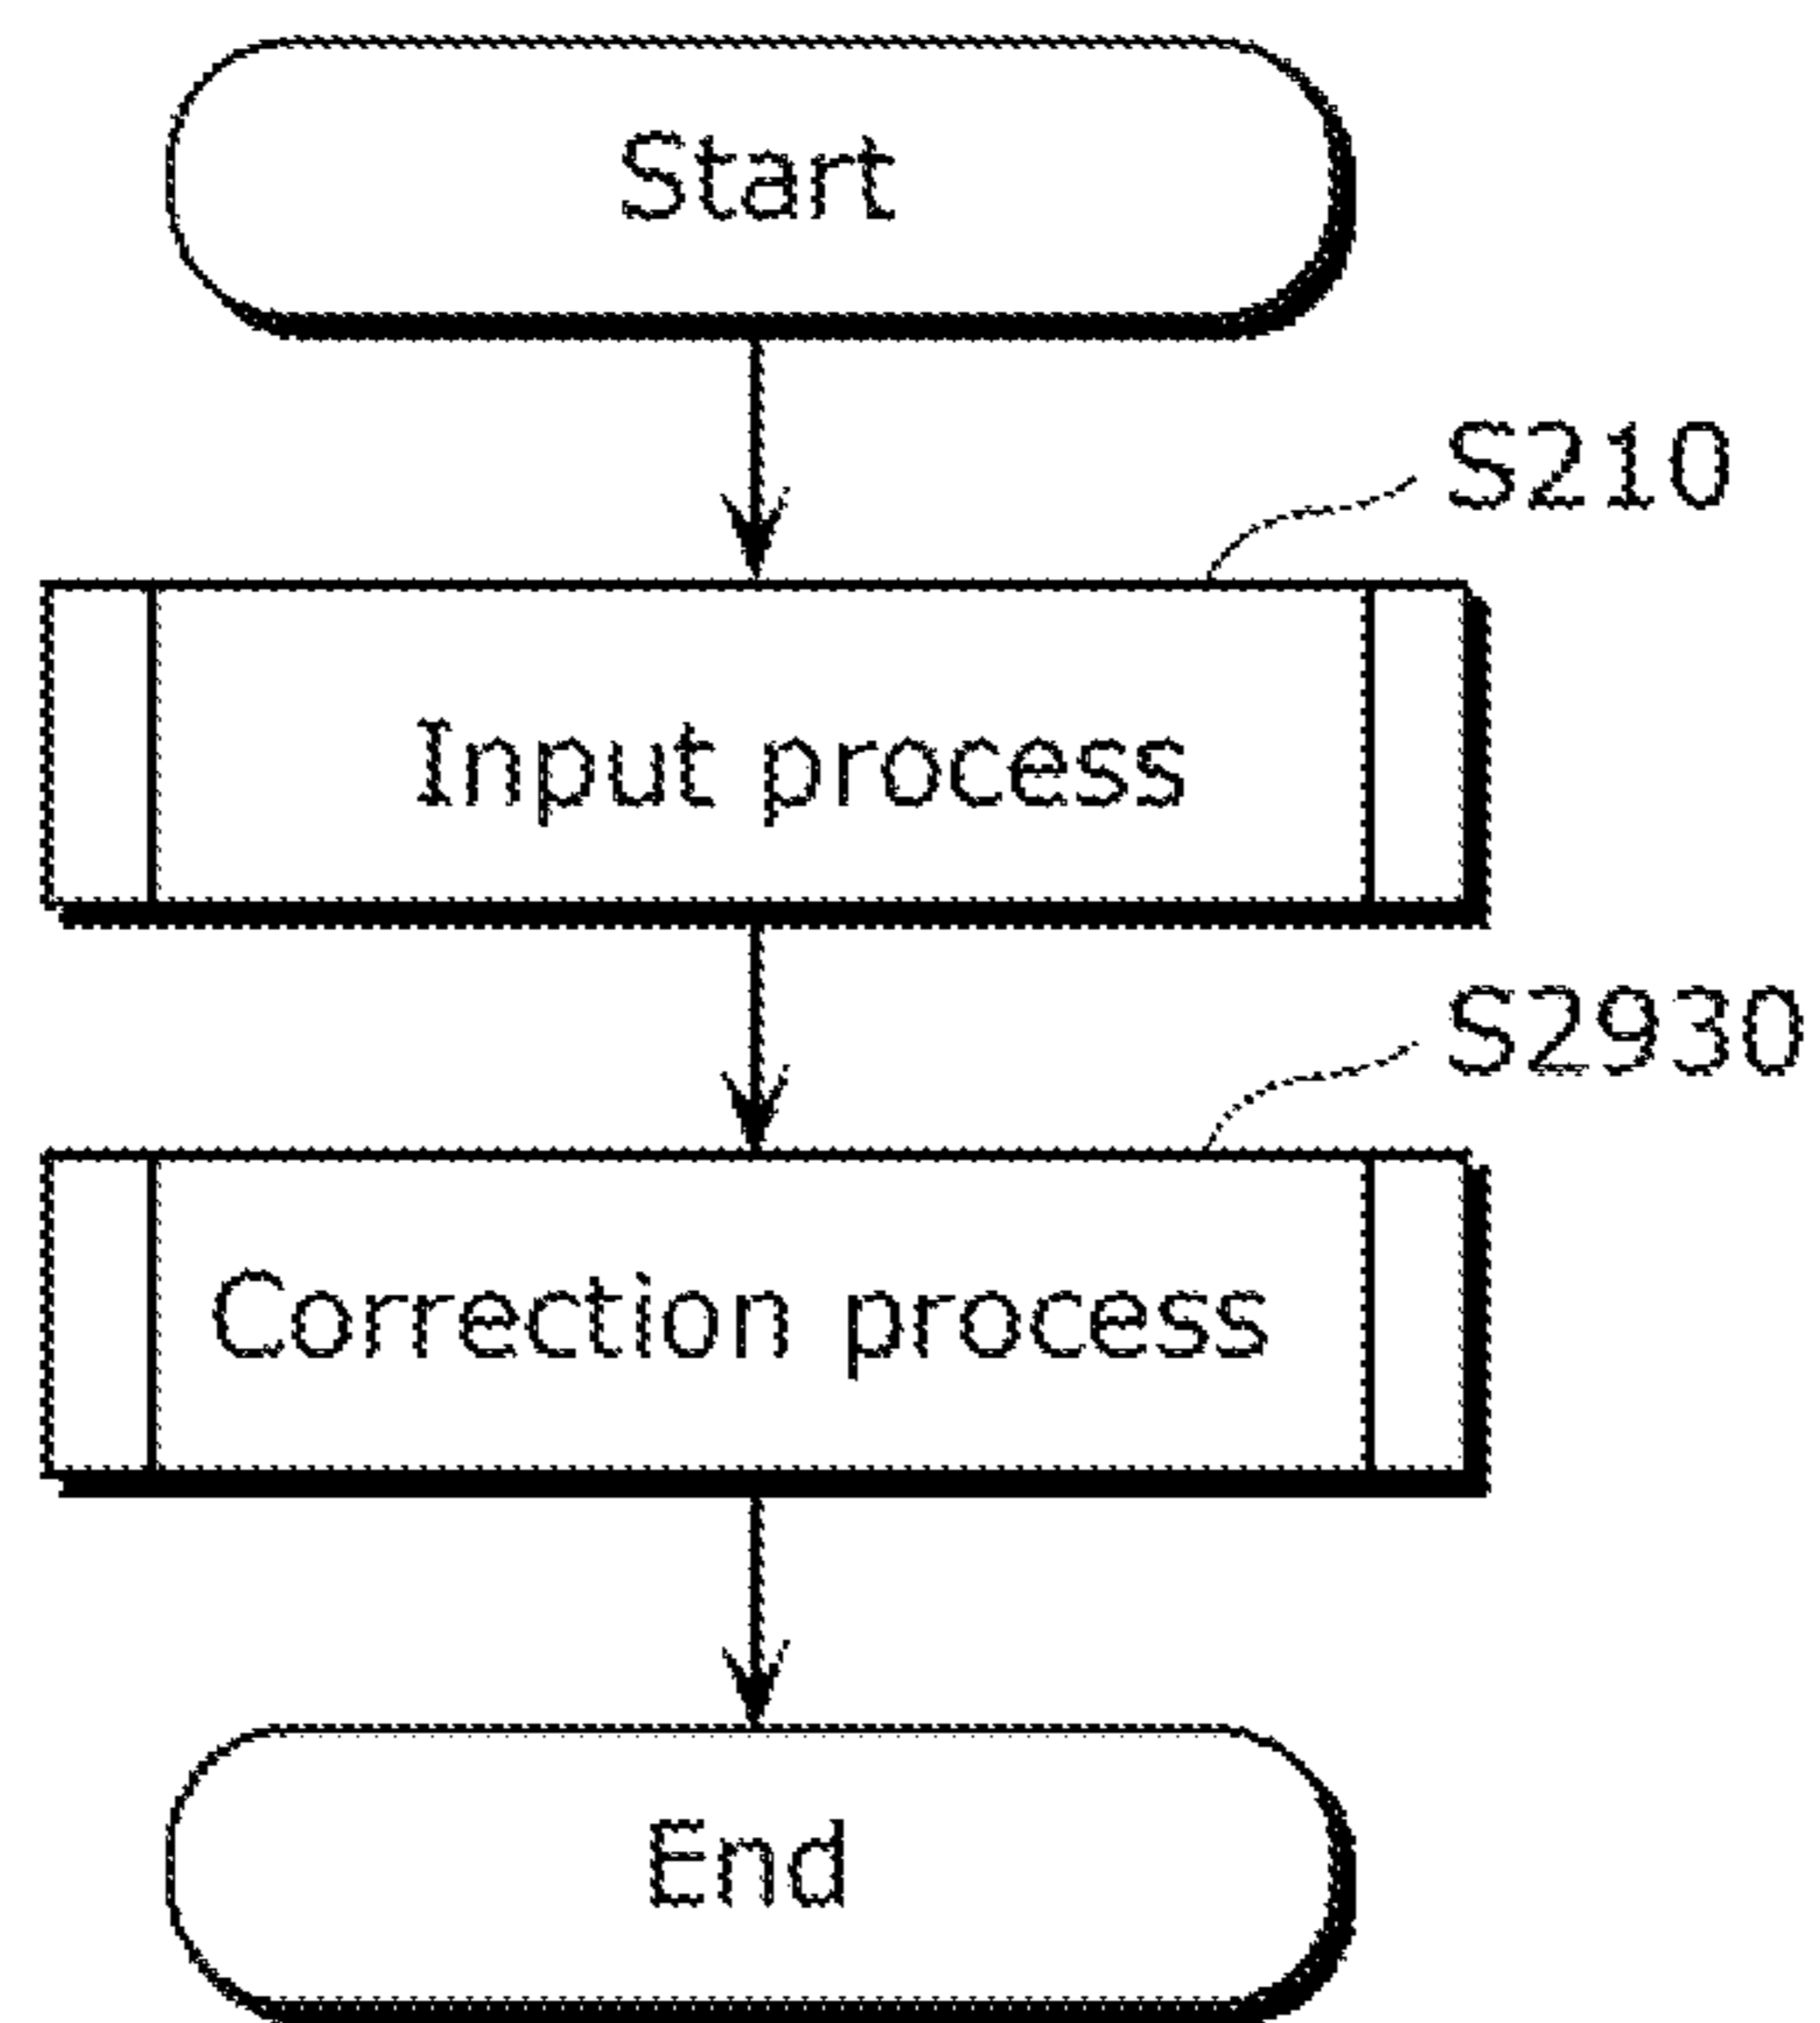 Start
S210
Input process
S2930
Correction process
End